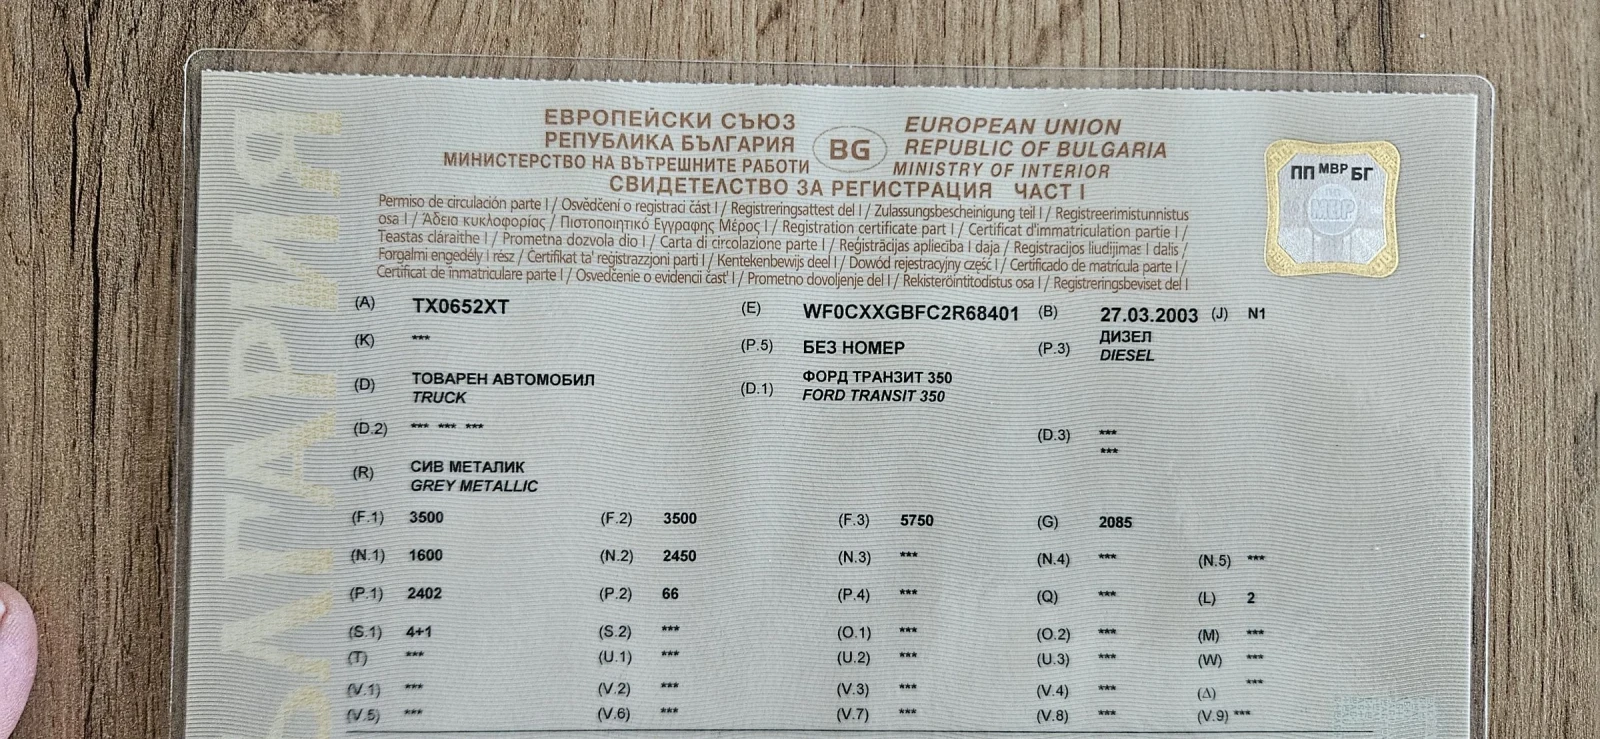 ЕВРОПЕЙСКИ СЪЮЗ EUROPEAN UNION
РЕПУБЛИКА БЪЛГАРИЯ BG REPUBLIC OF BULGARIA
МИНИСТЕРСТВО НА ВЪТРЕШНИТЕ РАБОТИ MINISTRY OF INTERIOR
СВИДЕТЕЛСТВО ЗА РЕГИСТРАЦИЯ ЧАСТ I
ПП МВР БГ
МВР
Permiso de circulación parte I / Osvědčení o registraci část I / Registreringsattest del I / Zulassungsbescheinigung teil I / Registreerimistunnistus
osa I / Άδεια κυκλοφορίας / Πιστοποιητικό Εγγραφης Μέρος I / Registration certificate part I / Certificat d'immatriculation partie I /
Teastas cláraithe I / Prometna dozvola dio I / Carta di circolazione parte I / Reģistrācijas apliecība I daļa / Registracijos liudijimas I dalis /
Forgalmi engedély I rész / Ċertifikat ta' reġistrazzjoni parti I / Kentekenbewijs deel I / Dowód rejestracyjny część I / Certificado de matrícula parte I /
Certificat de înmatriculare parte I / Osvedčenie o evidencii časť I / Prometno dovoljenje del I / Rekisteröintitodistus osa I / Registreringsbeviset del I
(A) TX0652XT (E) WF0CXXGBFC2R68401 (B) 27.03.2003 (J) N1
(K) *** (P.5) БЕЗ НОМЕР (P.3) ДИЗЕЛ
DIESEL
(D) ТОВАРЕН АВТОМОБИЛ (D.1) ФОРД ТРАНЗИТ 350
TRUCK FORD TRANSIT 350
(D.2) *** *** *** (D.3) ***
***
(R) СИВ МЕТАЛИК
GREY METALLIC
(F.1) 3500 (F.2) 3500 (F.3) 5750 (G) 2085
(N.1) 1600 (N.2) 2450 (N.3) *** (N.4) *** (N.5) ***
(P.1) 2402 (P.2) 66 (P.4) *** (Q) *** (L) 2
(S.1) 4+1 (S.2) *** (O.1) *** (O.2) *** (M) ***
(T) *** (U.1) *** (U.2) *** (U.3) *** (W) ***
(V.1) *** (V.2) *** (V.3) *** (V.4) *** (Δ) ***
(V.5) *** (V.6) *** (V.7) *** (V.8) *** (V.9) ***